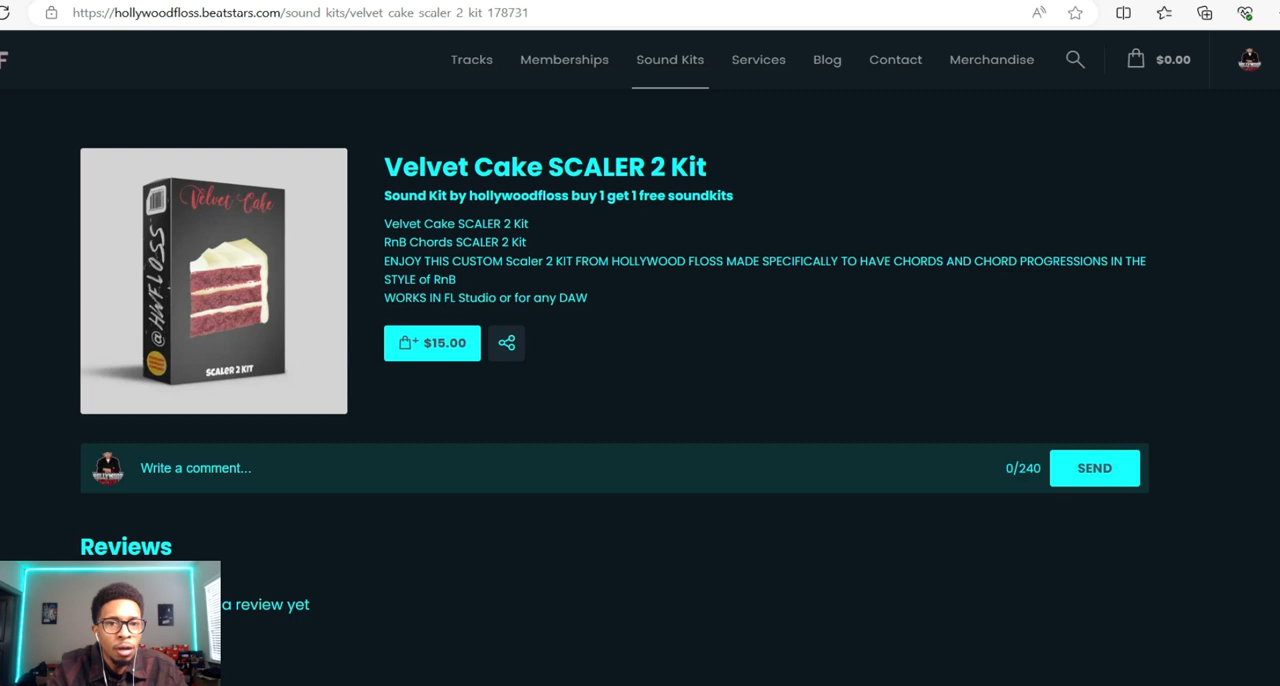 https://hollywoodfloss.beatstars.com/sound kits/velvet cake scaler 2 kit 178731
F
Tracks Memberships Sound Kits Services Blog Contact Merchandise $0.00
Velvet Cake SCALER 2 Kit
Sound Kit by hollywoodfloss buy 1 get 1 free soundkits
Velvet Cake SCALER 2 Kit
RnB Chords SCALER 2 Kit
ENJOY THIS CUSTOM Scaler 2 KIT FROM HOLLYWOOD FLOSS MADE SPECIFICALLY TO HAVE CHORDS AND CHORD PROGRESSIONS IN THE
STYLE of RnB
WORKS IN FL Studio or for any DAW
$15.00
Velvet Cake
@HWFLOSS
SCALER 2 KIT
Write a comment... 0/240 SEND
Reviews
a review yet